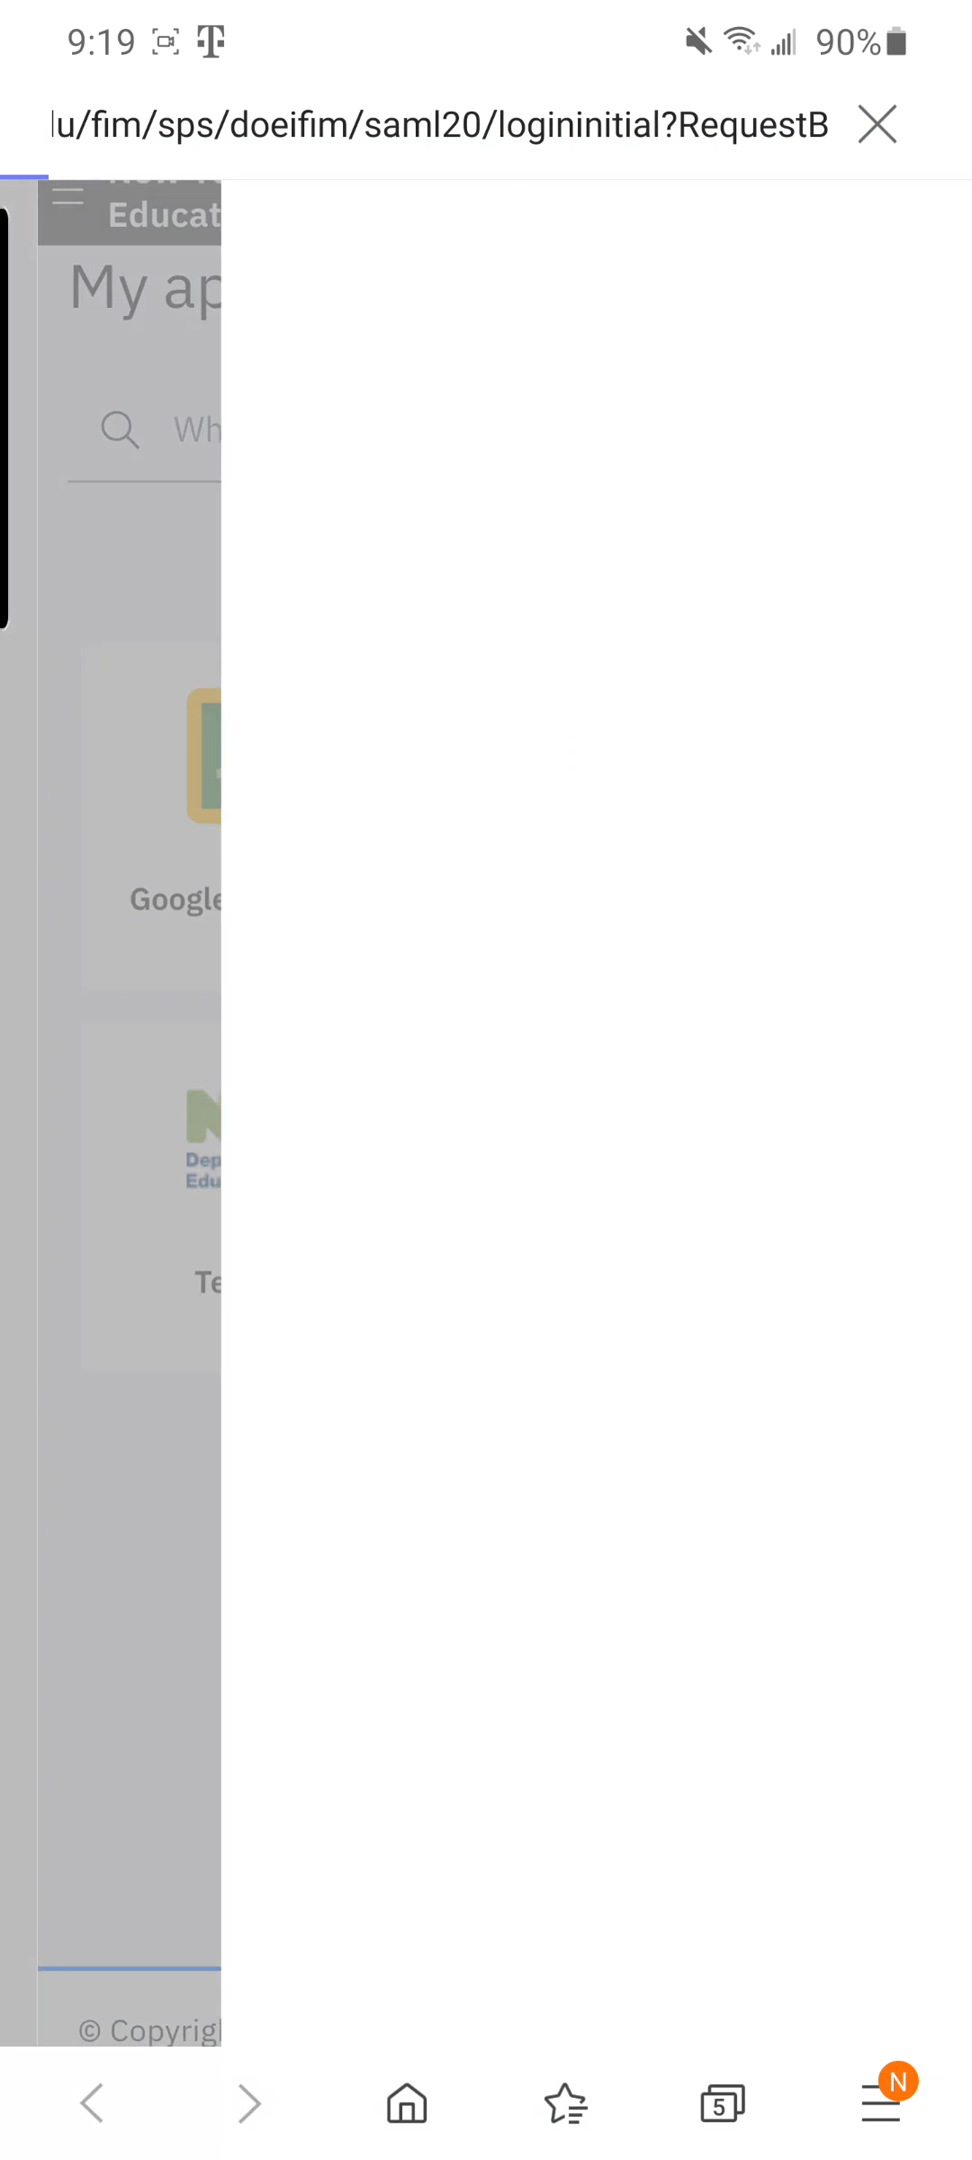 9:19
90%
lu/fim/sps/doeifim/saml20/logininitial?RequestB
Educat
My ap
Wh
Google
Dep
Edu
Te
© Copyrig
5
N